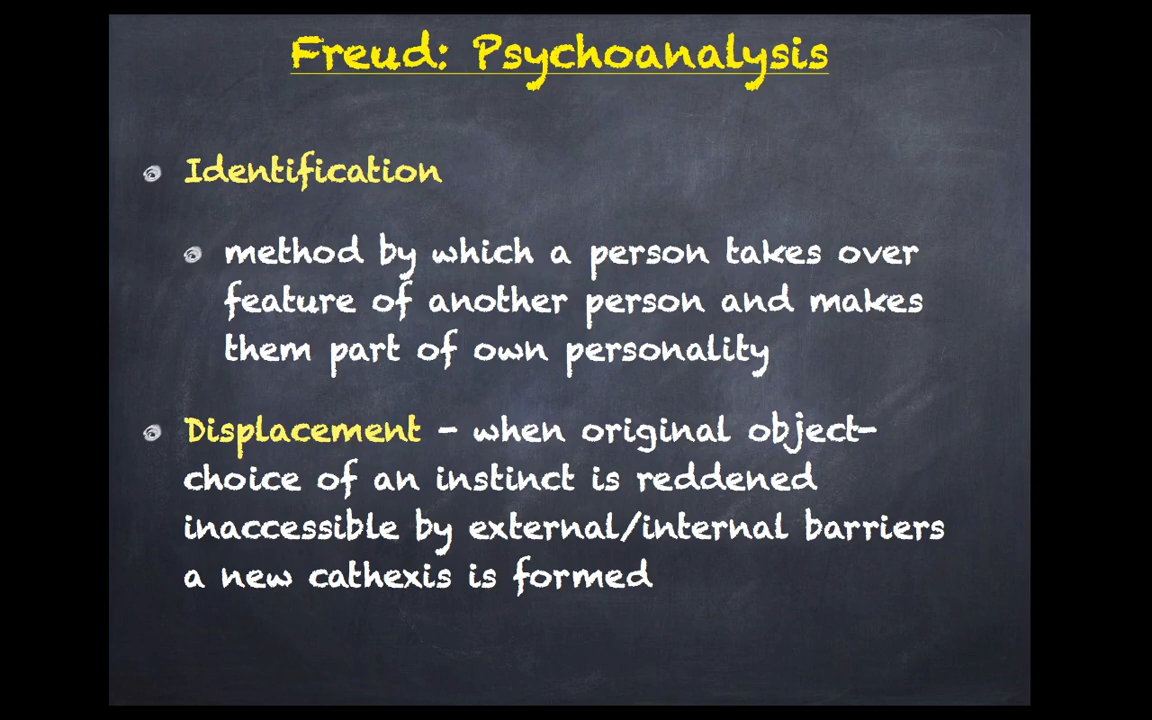 Freud: Psychoanalysis
Identification
method by which a person takes over
feature of another person and makes
them part of own personality
Displacement - when original object-
choice of an instinct is reddened
inaccessible by external/internal barriers
a new cathexis is formed